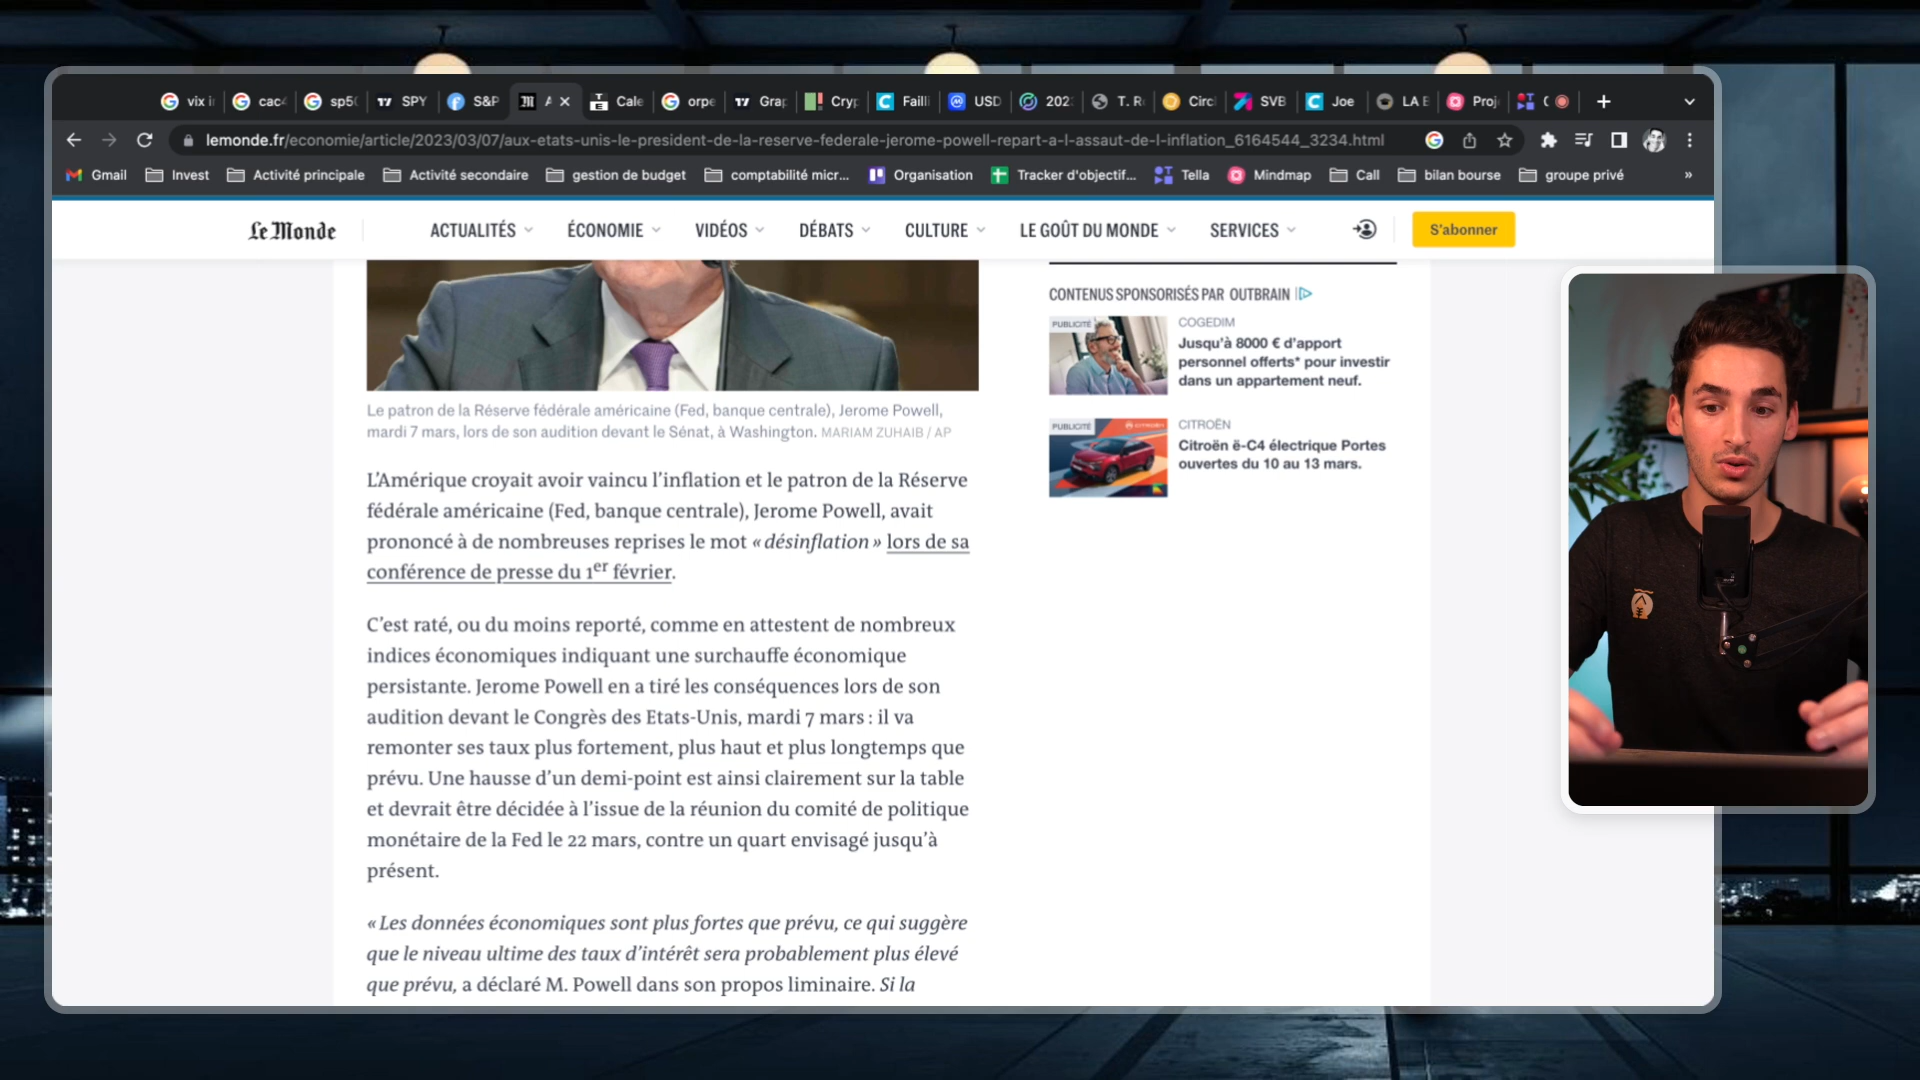 vix i
cac4
sp5
SPY
S&P
Cale
orpe
Gra
Cryp
Faill
USD
202
T. R
Circ
SVB
Joe
LA E
Proj
lemonde.fr/economie/article/2023/03/07/aux-etats-unis-le-president-de-la-reserve-federale-jerome-powell-repart-a-l-assaut-de-l-inflation_6164544_3234.html
Gmail
Invest
Activité principale
Activité secondaire
gestion de budget
comptabilité micr...
Organisation
Tracker d'objectif...
Tella
Mindmap
Call
bilan bourse
groupe privé
»
Le Monde
ACTUALITÉS
ÉCONOMIE
VIDÉOS
DÉBATS
CULTURE
LE GOÛT DU MONDE
SERVICES
S'abonner
Le patron de la Réserve fédérale américaine (Fed, banque centrale), Jerome Powell,
mardi 7 mars, lors de son audition devant le Sénat, à Washington. MARIAM ZUHAIB / AP
L'Amérique croyait avoir vaincu l'inflation et le patron de la Réserve
fédérale américaine (Fed, banque centrale), Jerome Powell, avait
prononcé à de nombreuses reprises le mot « désinflation » lors de sa
conférence de presse du 1er février.
C'est raté, ou du moins reporté, comme en attestent de nombreux
indices économiques indiquant une surchauffe économique
persistante. Jerome Powell en a tiré les conséquences lors de son
audition devant le Congrès des Etats-Unis, mardi 7 mars : il va
remonter ses taux plus fortement, plus haut et plus longtemps que
prévu. Une hausse d'un demi-point est ainsi clairement sur la table
et devrait être décidée à l'issue de la réunion du comité de politique
monétaire de la Fed le 22 mars, contre un quart envisagé jusqu'à
présent.
« Les données économiques sont plus fortes que prévu, ce qui suggère
que le niveau ultime des taux d'intérêt sera probablement plus élevé
que prévu, a déclaré M. Powell dans son propos liminaire. Si la
CONTENUS SPONSORISÉS PAR OUTBRAIN
PUBLICITÉ
COGEDIM
Jusqu'à 8000 € d'apport
personnel offerts* pour investir
dans un appartement neuf.
PUBLICITÉ
CITROËN
CITROËN
Citroën ë-C4 électrique Portes
ouvertes du 10 au 13 mars.